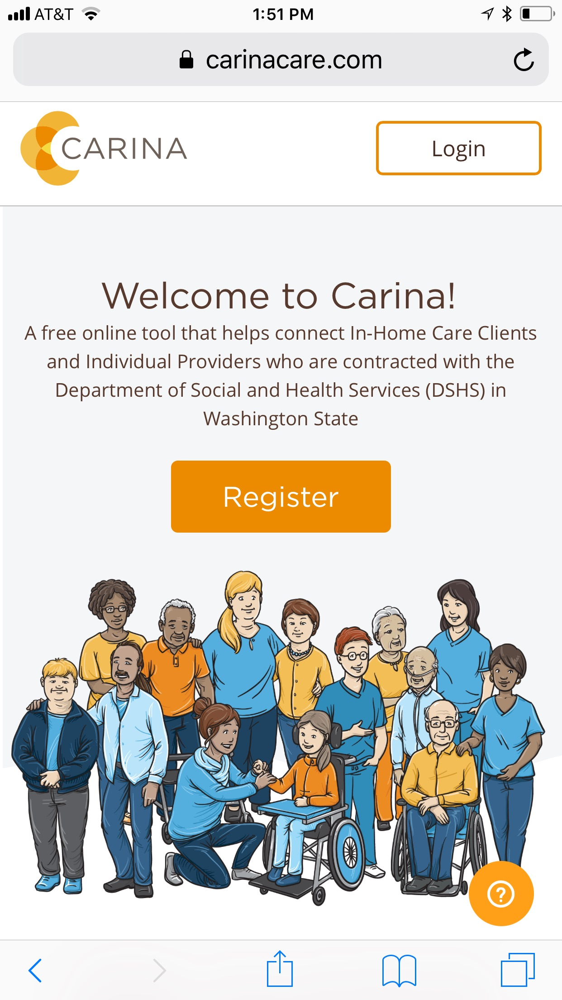 AT&T 1:51 PM
carinacare.com
CARINA
Login
Welcome to Carina!
A free online tool that helps connect In-Home Care Clients
and Individual Providers who are contracted with the
Department of Social and Health Services (DSHS) in
Washington State
Register
?